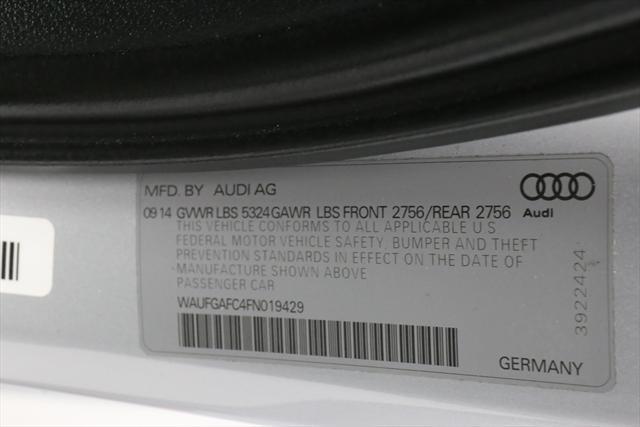 MFD. BY AUDI AG
09 14 GVWR LBS 5324 GAWR LBS FRONT 2756/REAR 2756
THIS VEHICLE CONFORMS TO ALL APPLICABLE U.S
FEDERAL MOTOR VEHICLE SAFETY, BUMPER AND THEFT
PREVENTION STANDARDS IN EFFECT ON THE DATE OF
MANUFACTURE SHOWN ABOVE
PASSENGER CAR
WAUFGAFC4FN019429
Audi
3922424
GERMANY